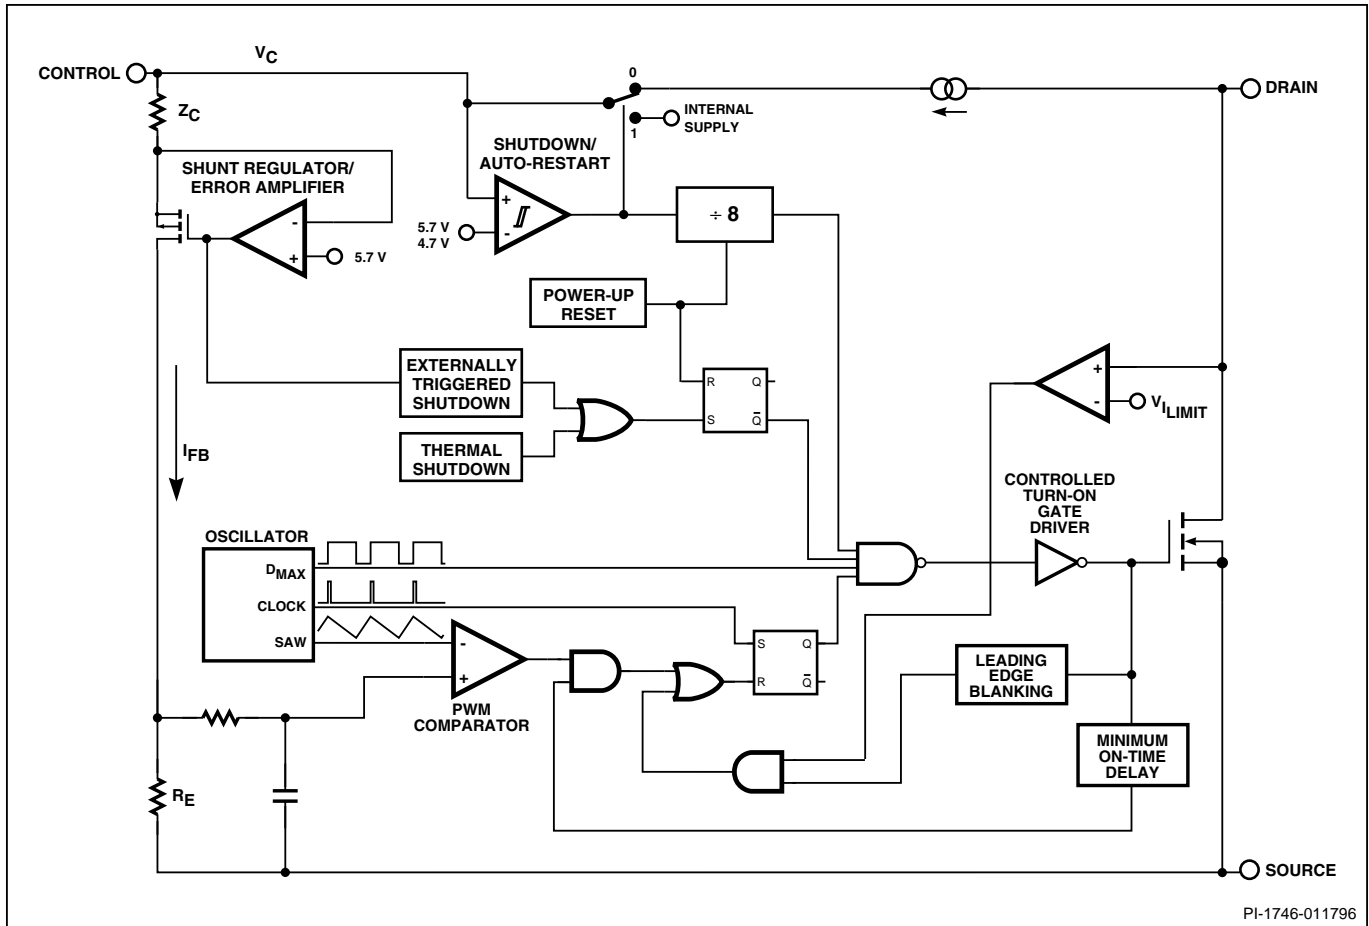 V_C
CONTROL
0
DRAIN
Z_C
INTERNAL
SUPPLY
1
SHUTDOWN/
AUTO-RESTART
SHUNT REGULATOR/
ERROR AMPLIFIER
+
-
5.7 V
4.7 V
÷ 8
-
+
5.7 V
POWER-UP
RESET
EXTERNALLY
TRIGGERED
SHUTDOWN
R
Q
S
Q̅
+
-
V_I_LIMIT
THERMAL
SHUTDOWN
I_FB
CONTROLLED
TURN-ON
GATE
DRIVER
OSCILLATOR
D_MAX
CLOCK
SAW
-
+
PWM
COMPARATOR
S
Q
R
Q̅
LEADING
EDGE
BLANKING
MINIMUM
ON-TIME
DELAY
R_E
SOURCE
PI-1746-011796